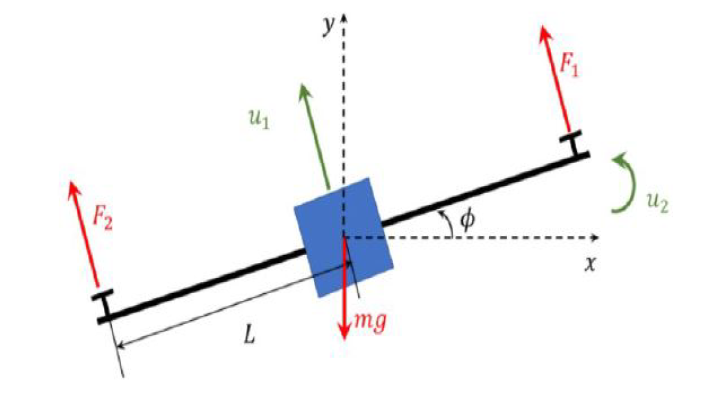 y
F₁
u₁
F₂
ϕ
u₂
x
mg
L